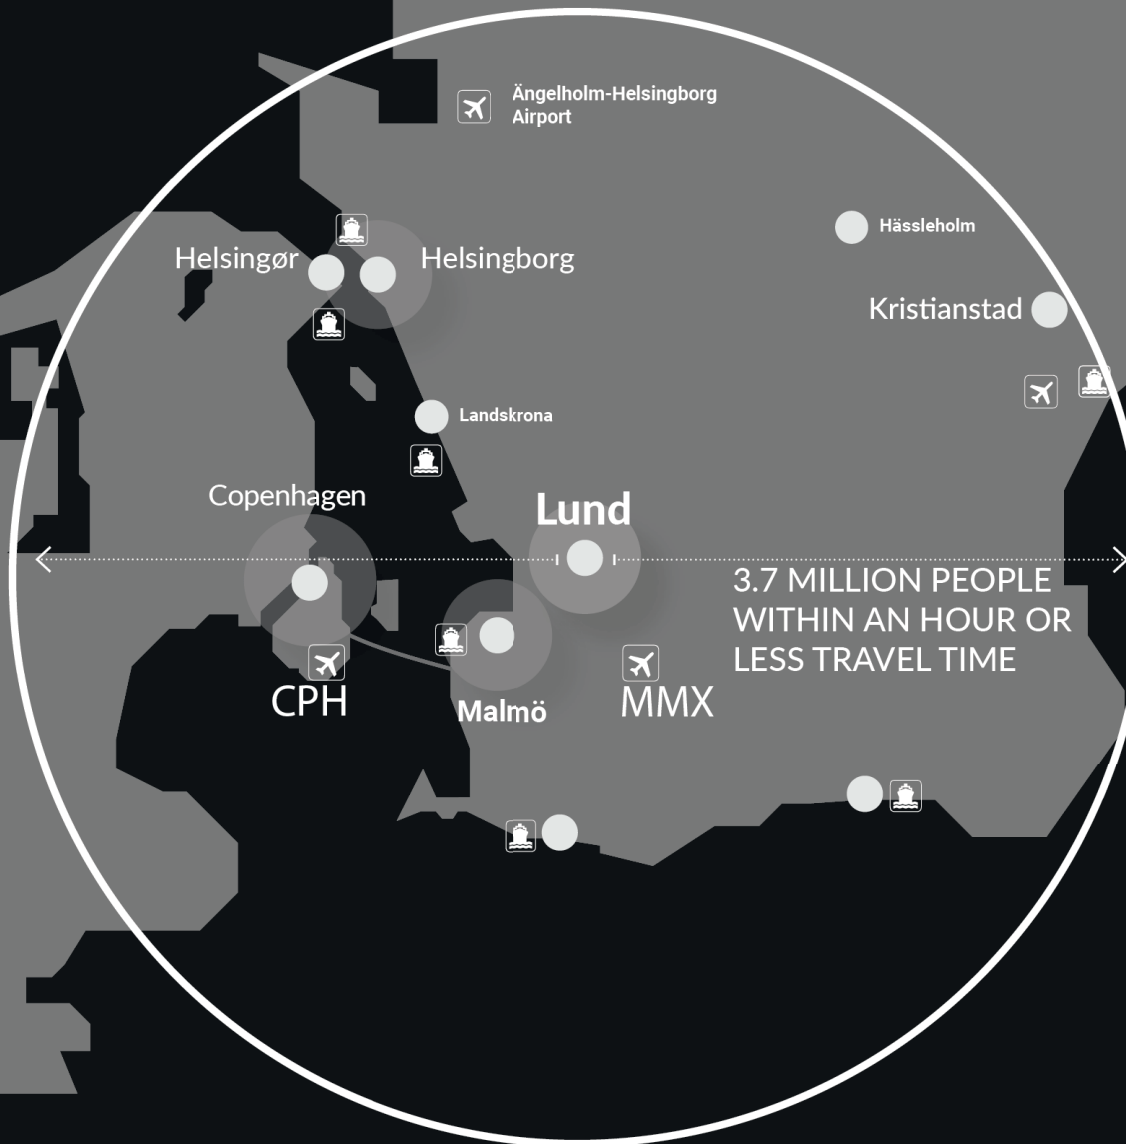 Ängelholm-Helsingborg
Airport
Hässleholm
Helsingør
Helsingborg
Kristianstad
Landskrona
Copenhagen
Lund
3.7 MILLION PEOPLE
WITHIN AN HOUR OR
LESS TRAVEL TIME
CPH
MMX
Malmö